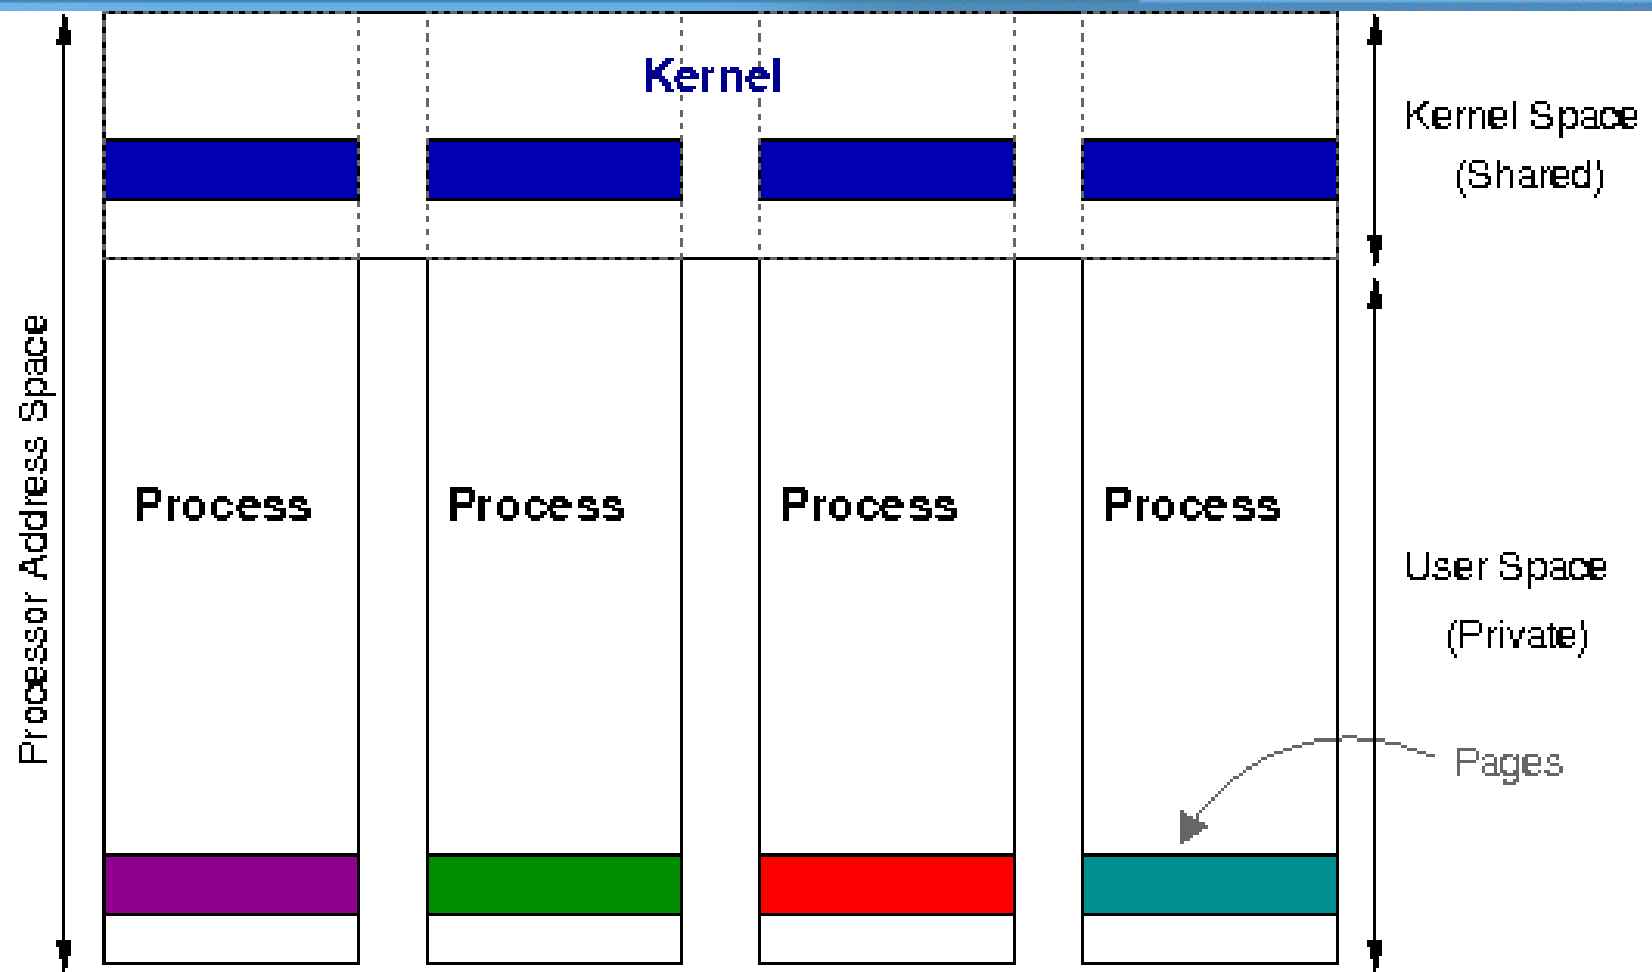 Kernel
Kernel Space
(Shared)
Processor Address Space
Process
Process
Process
Process
User Space
(Private)
Pages